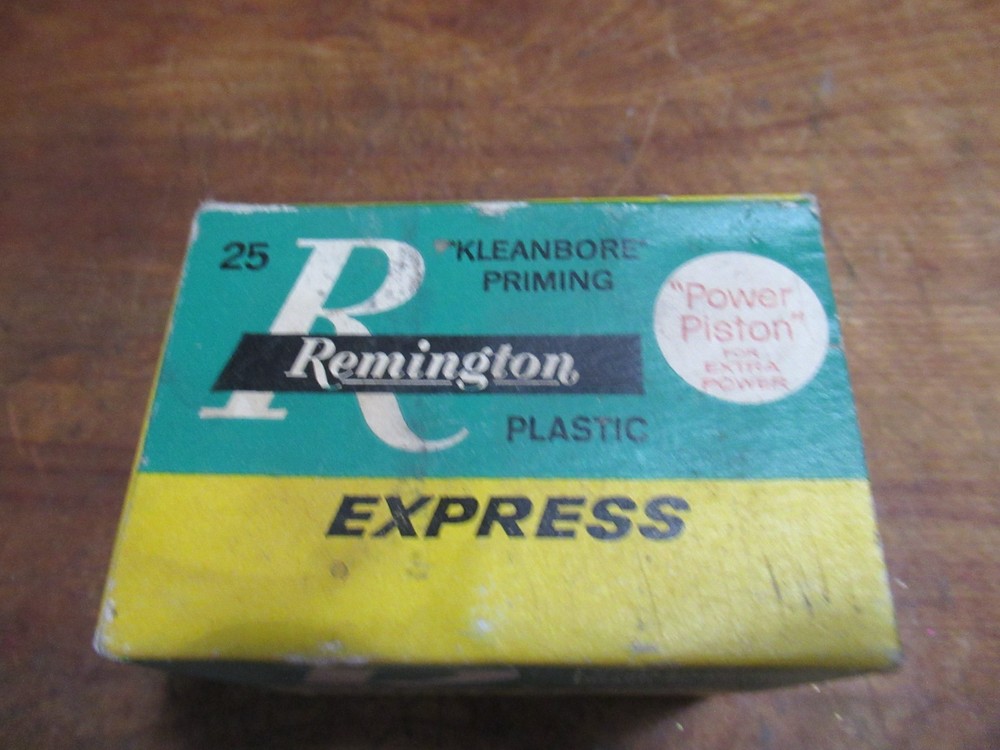 25
"KLEANBORE"
PRIMING
R
Remington
PLASTIC
"Power
Piston"
FOR
EXTRA
POWER
EXPRESS